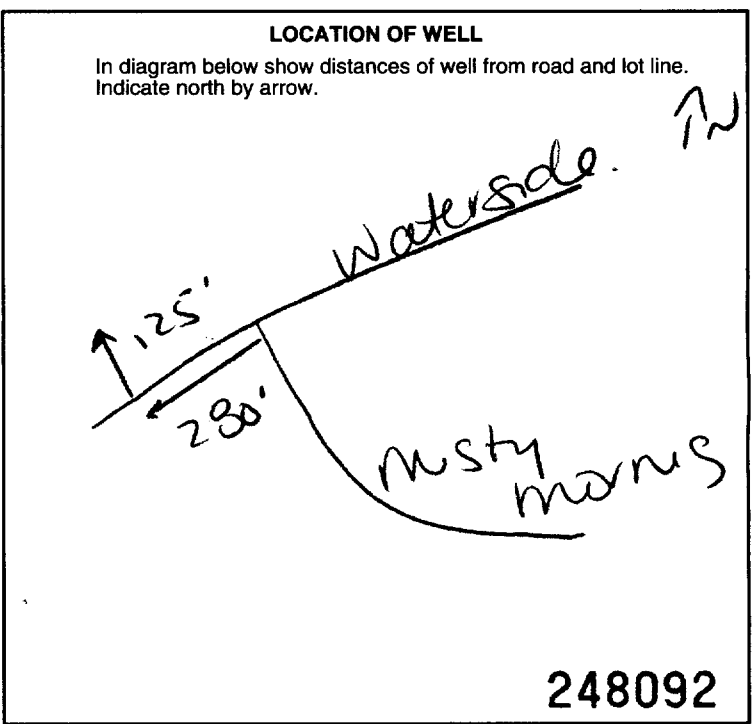 LOCATION OF WELL
In diagram below show distances of well from road and lot line.
Indicate north by arrow.
N
Waterside.
125'
280'
Misty
Morning
248092